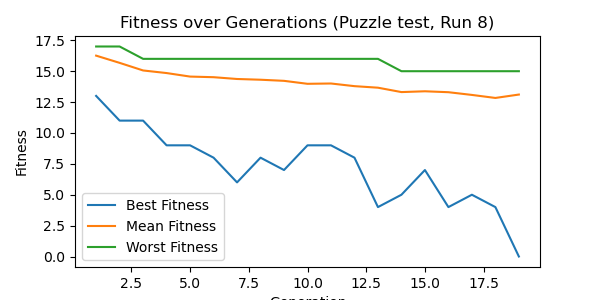 Fitness over Generations (Puzzle test, Run 8)
17.5
15.0
12.5
10.0
7.5
5.0
2.5
0.0
Fitness
Best Fitness
Mean Fitness
Worst Fitness
2.5 5.0 7.5 10.0 12.5 15.0 17.5
Generation